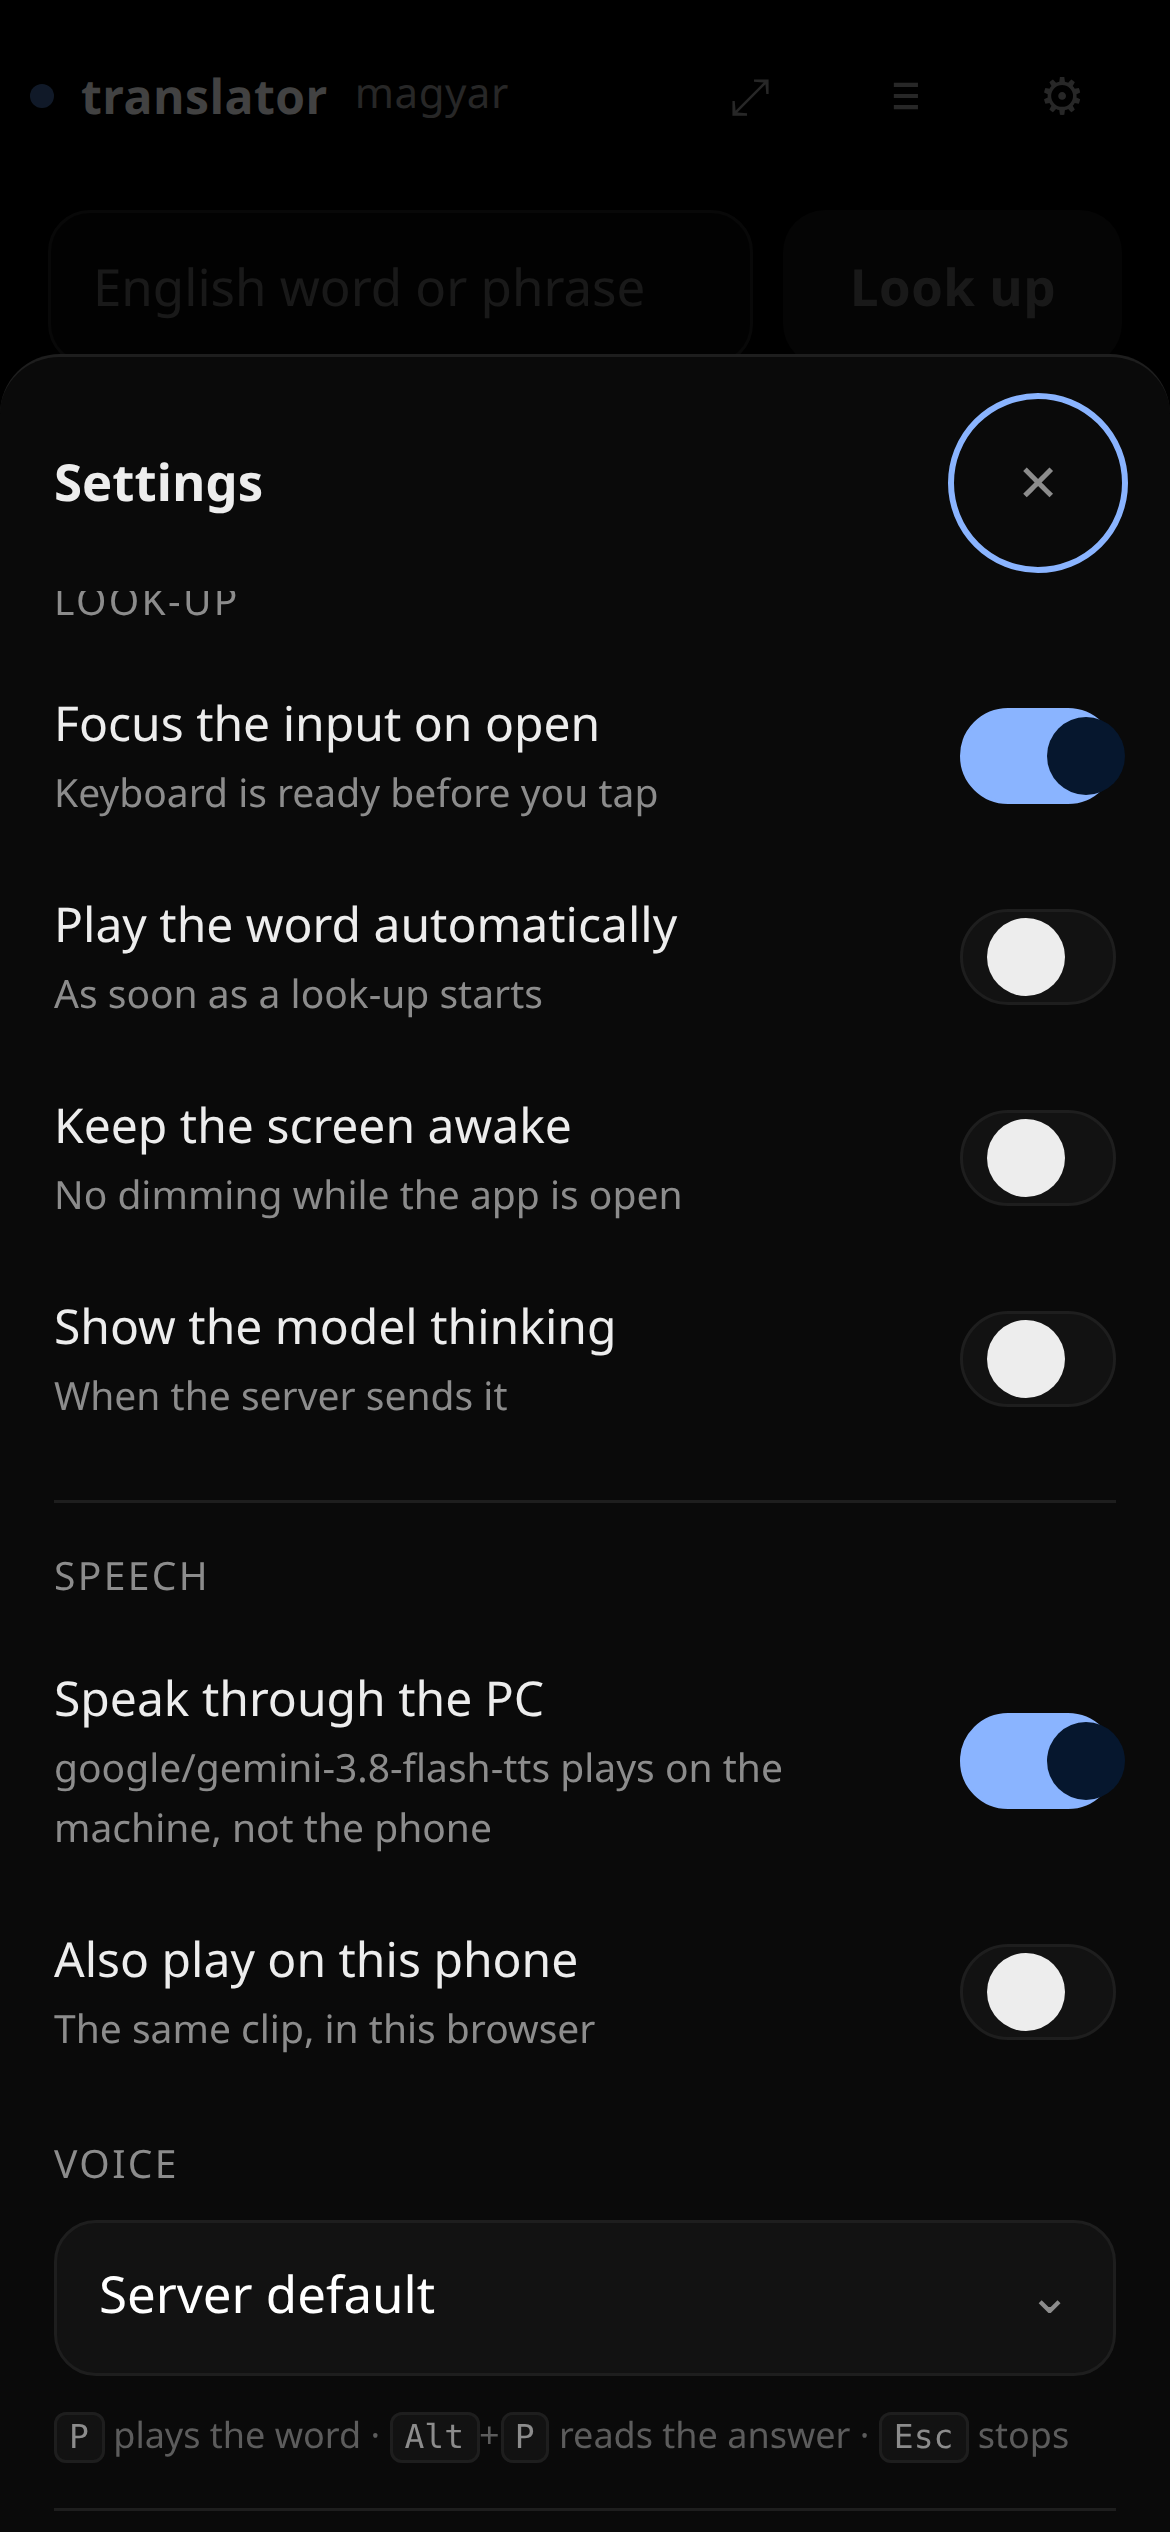 translator magyar
English word or phrase
Look up
Settings
LOOK-UP
Focus the input on open
Keyboard is ready before you tap
Play the word automatically
As soon as a look-up starts
Keep the screen awake
No dimming while the app is open
Show the model thinking
When the server sends it
SPEECH
Speak through the PC
google/gemini-3.8-flash-tts plays on the
machine, not the phone
Also play on this phone
The same clip, in this browser
VOICE
Server default
P plays the word · Alt+P reads the answer · Esc stops